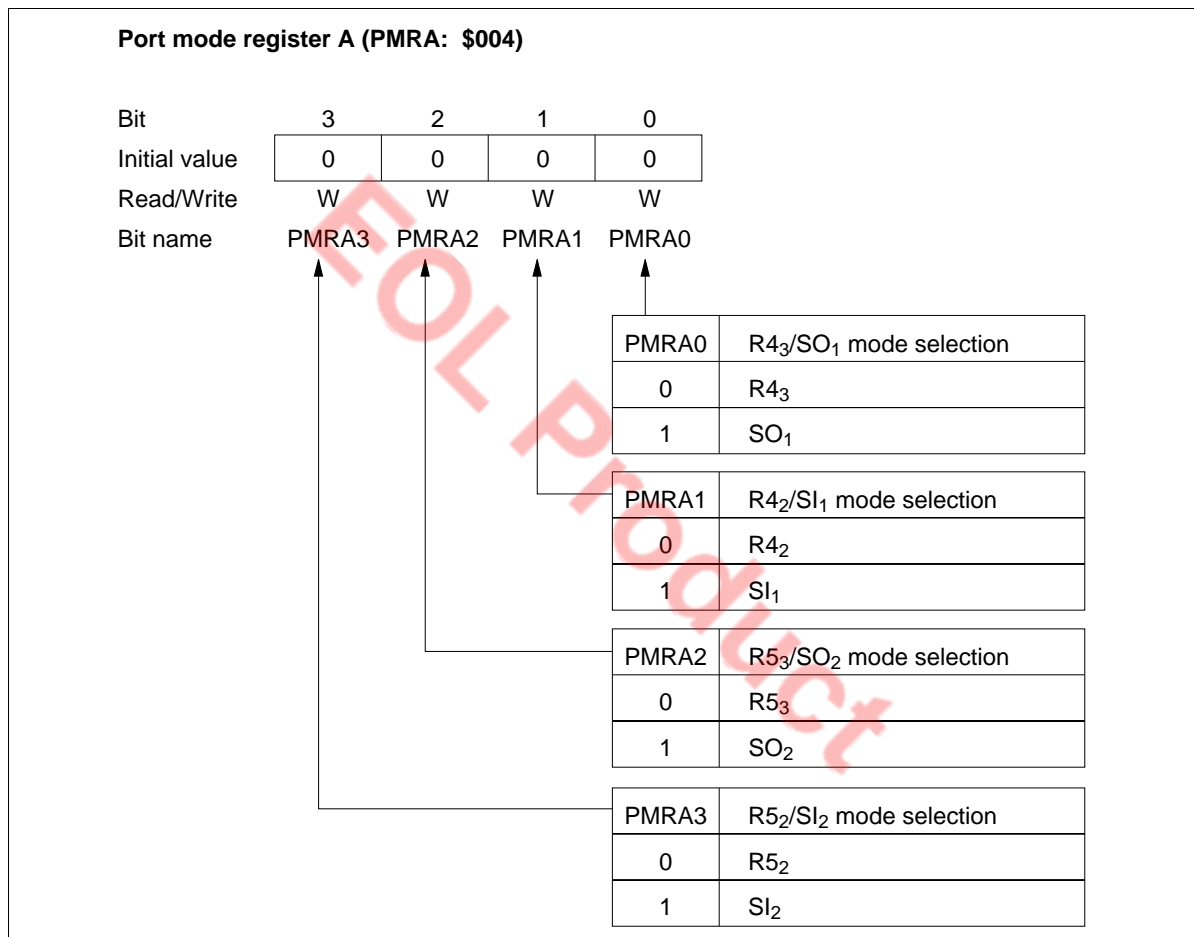 Port mode register A (PMRA: $004)
Bit 3 2 1 0
Initial value 0 0 0 0
Read/Write W W W W
Bit name PMRA3 PMRA2 PMRA1 PMRA0
PMRA0 R4₃/SO₁ mode selection
0 R4₃
1 SO₁
PMRA1 R4₂/SI₁ mode selection
0 R4₂
1 SI₁
PMRA2 R5₃/SO₂ mode selection
0 R5₃
1 SO₂
PMRA3 R5₂/SI₂ mode selection
0 R5₂
1 SI₂
EOL Product